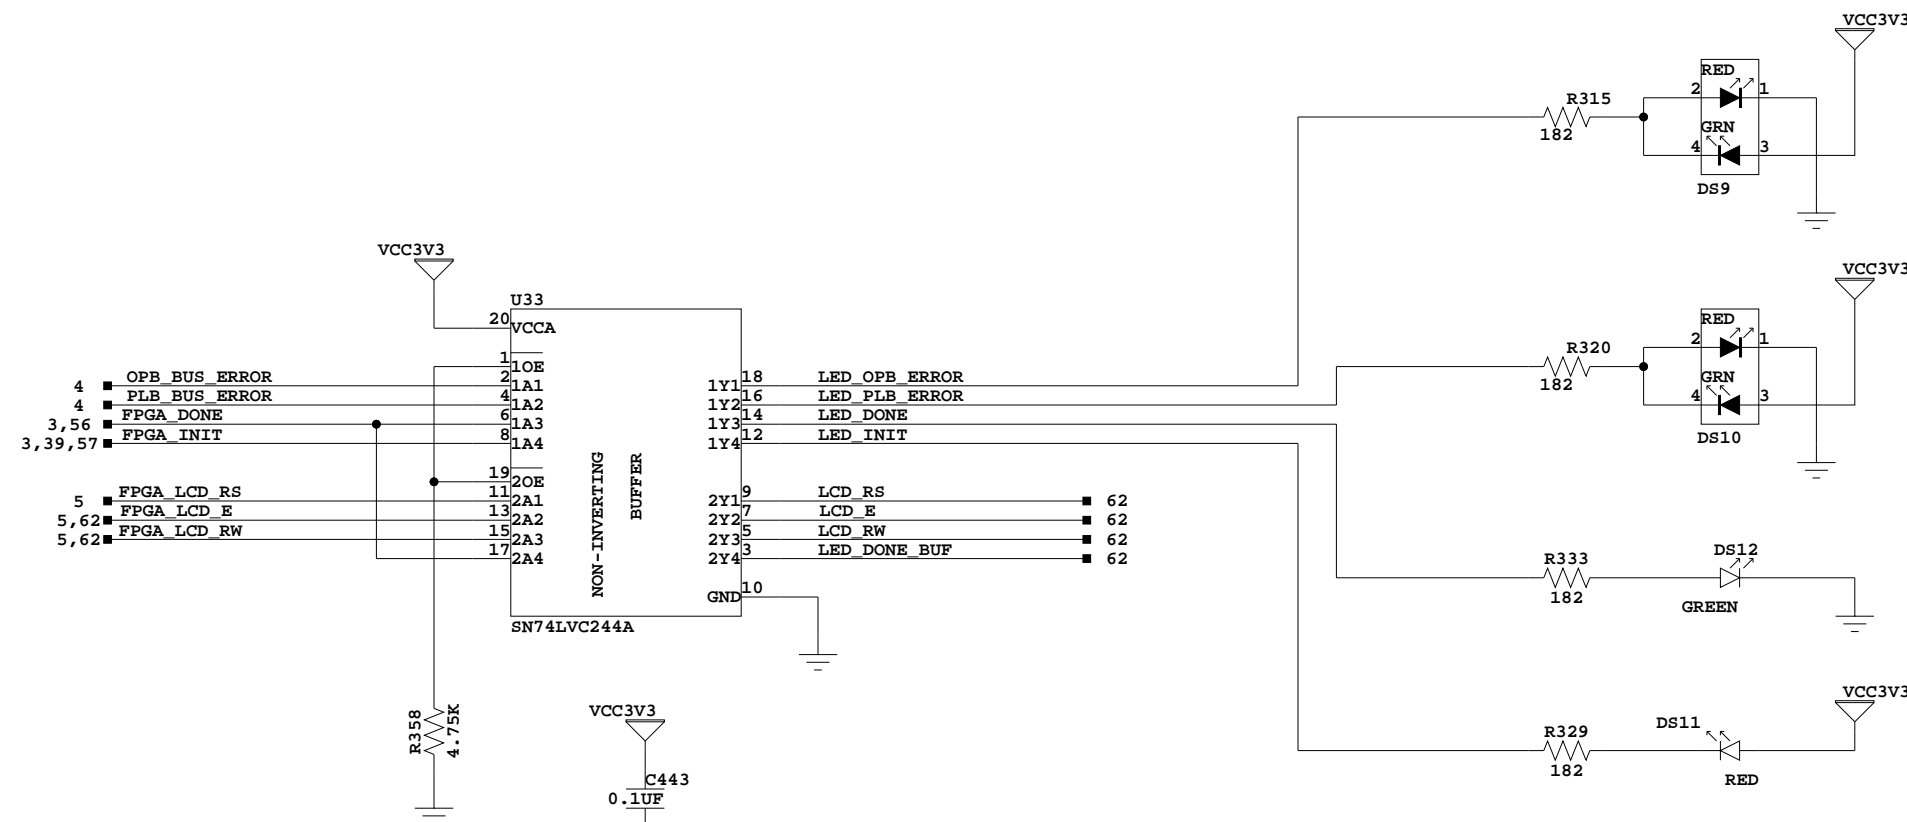 VCC3V3
RED
2
1
R315
182
GRN
4
3
DS9
VCC3V3
VCC3V3
RED
2
1
R320
182
GRN
4
3
DS10
U33
20
VCCA
1
1OE
OPB_BUS_ERROR
4
2
1A1
1Y1
18
LED_OPB_ERROR
PLB_BUS_ERROR
4
4
1A2
1Y2
16
LED_PLB_ERROR
FPGA_DONE
3,56
6
1A3
1Y3
14
LED_DONE
FPGA_INIT
3,39,57
8
1A4
1Y4
12
LED_INIT
19
2OE
FPGA_LCD_RS
5
11
2A1
2Y1
9
LCD_RS
62
FPGA_LCD_E
5,62
13
2A2
2Y2
7
LCD_E
62
FPGA_LCD_RW
5,62
15
2A3
2Y3
5
LCD_RW
62
17
2A4
2Y4
3
LED_DONE_BUF
62
NON-INVERTING
BUFFER
GND
10
SN74LVC244A
R333
182
DS12
GREEN
R358
4.75K
VCC3V3
C443
0.1UF
VCC3V3
R329
182
DS11
RED